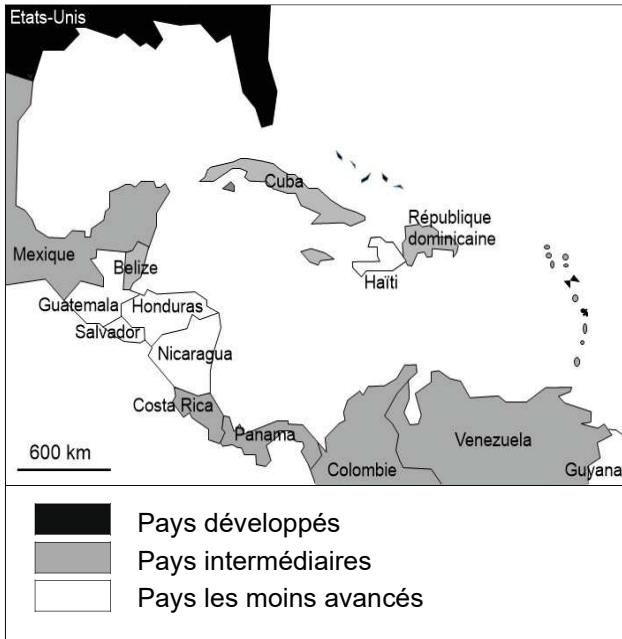 Etats-Unis
Cuba
République
dominicaine
Mexique
Belize
Haïti
Guatemala
Honduras
Salvador
Nicaragua
Costa Rica
Panama
Venezuela
600 km
Colombie
Guyana
Pays développés
Pays intermédiaires
Pays les moins avancés